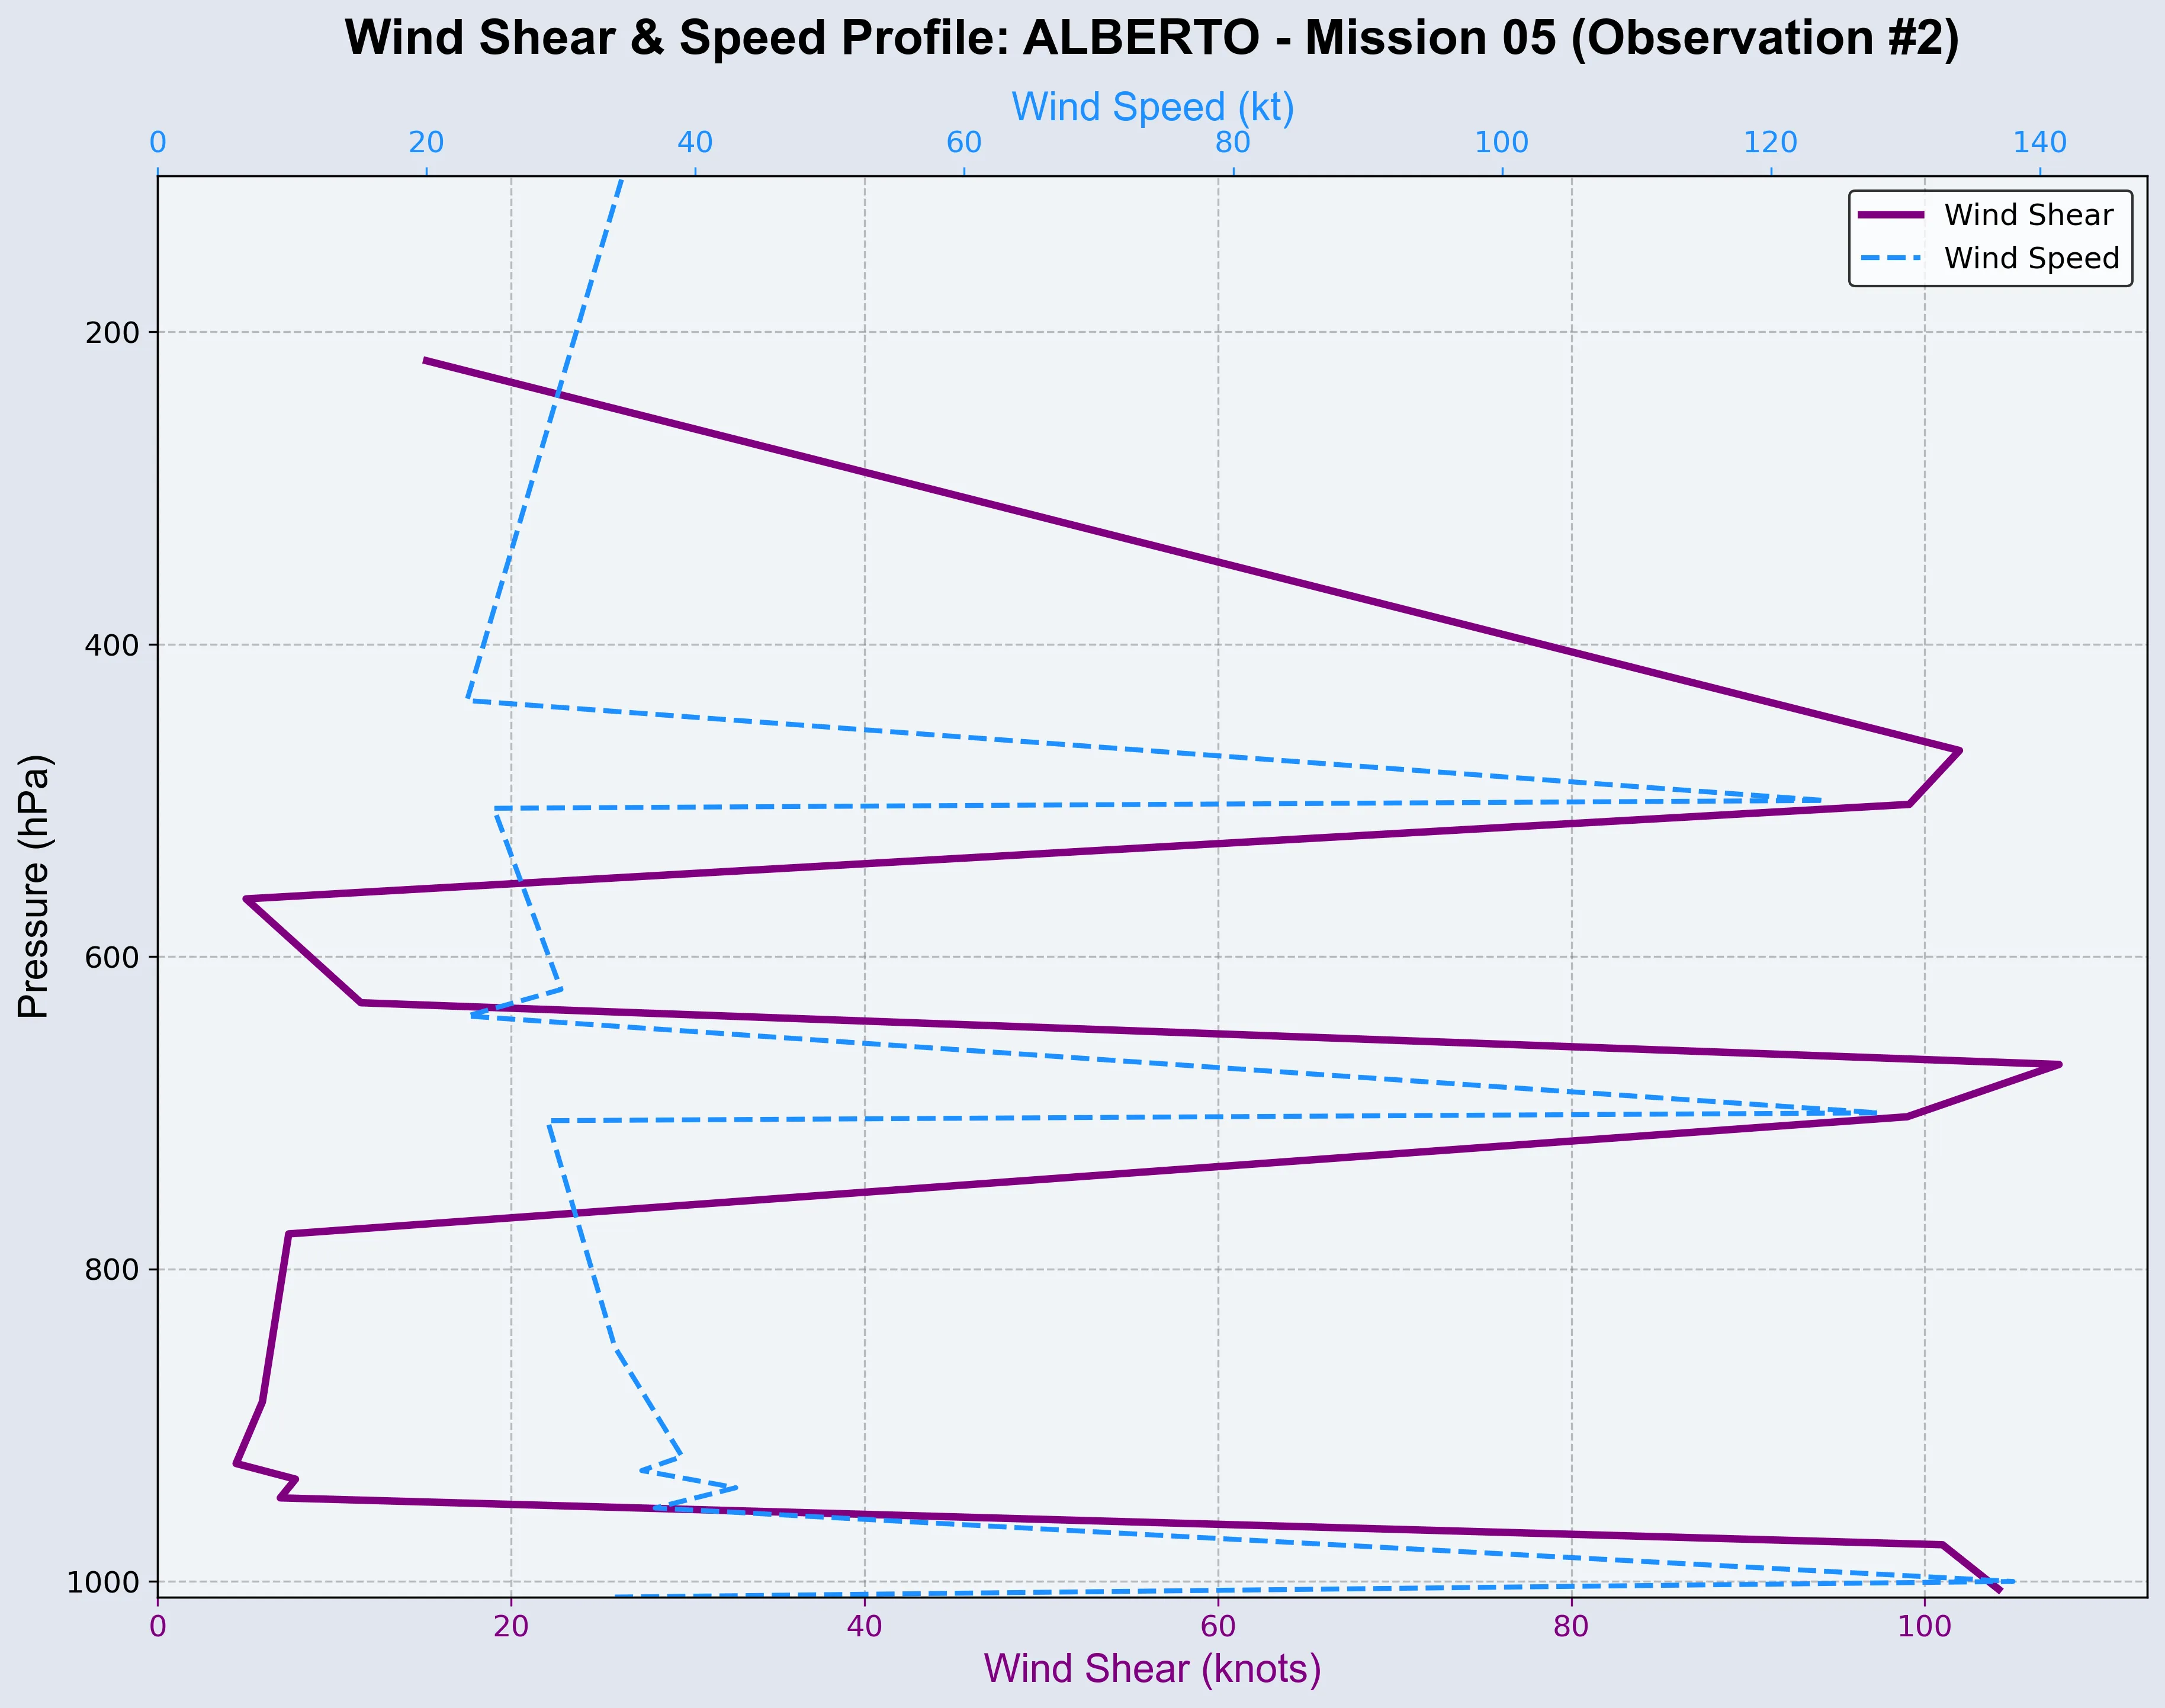 Wind Shear & Speed Profile: ALBERTO - Mission 05 (Observation #2)
Wind Speed (kt)
0 20 40 60 80 100 120 140
Wind Shear
Wind Speed
200
400
600
800
1000
Pressure (hPa)
0 20 40 60 80 100
Wind Shear (knots)